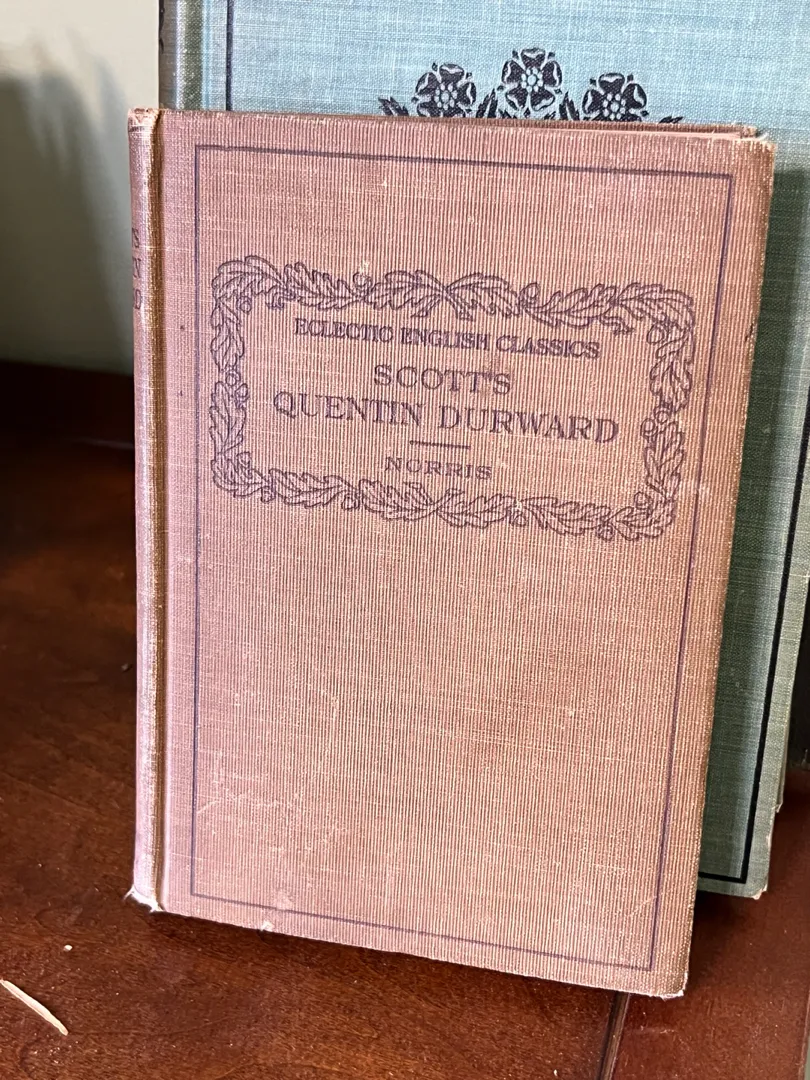 ECLECTIC ENGLISH CLASSICS
SCOTT'S
QUENTIN DURWARD
NORRIS